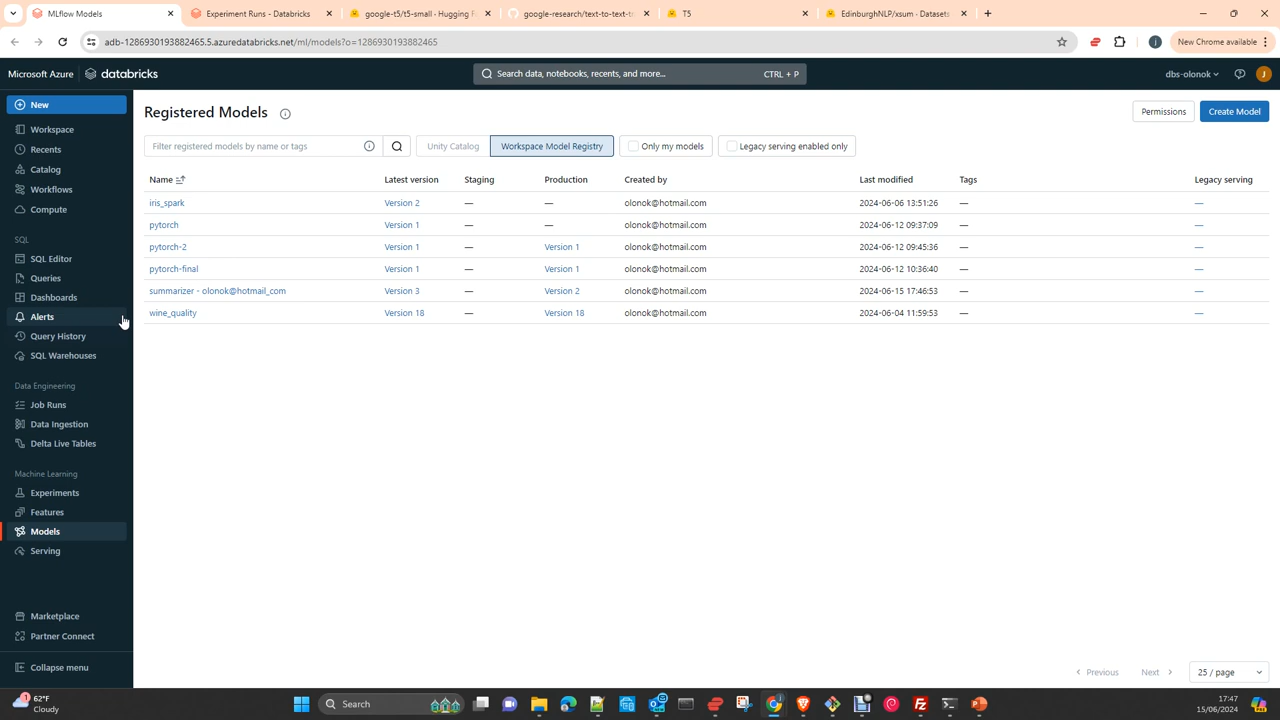 MLflow Models
Experiment Runs - Databricks
google-t5/t5-small · Hugging F
google-research/text-to-text-t
T5
EdinburghNLP/xsum · Datasets
adb-1286930193882465.5.azuredatabricks.net/ml/models?o=1286930193882465
New Chrome available
Microsoft Azure
databricks
Search data, notebooks, recents, and more...
CTRL + P
dbs-olonok
J
New
Workspace
Recents
Catalog
Workflows
Compute
SQL
SQL Editor
Queries
Dashboards
Alerts
Query History
SQL Warehouses
Data Engineering
Job Runs
Data Ingestion
Delta Live Tables
Machine Learning
Experiments
Features
Models
Serving
Marketplace
Partner Connect
Collapse menu
Registered Models
Permissions
Create Model
Filter registered models by name or tags
Unity Catalog
Workspace Model Registry
Only my models
Legacy serving enabled only
Name Latest version Staging Production Created by Last modified Tags Legacy serving
iris_spark Version 2 — — olonok@hotmail.com 2024-06-06 13:51:26 — —
pytorch Version 1 — — olonok@hotmail.com 2024-06-12 09:37:09 — —
pytorch-2 Version 1 — Version 1 olonok@hotmail.com 2024-06-12 09:45:36 — —
pytorch-final Version 1 — Version 1 olonok@hotmail.com 2024-06-12 10:36:40 — —
summarizer - olonok@hotmail_com Version 3 — Version 2 olonok@hotmail.com 2024-06-15 17:46:53 — —
wine_quality Version 18 — Version 18 olonok@hotmail.com 2024-06-04 11:59:53 — —
Previous
Next
25 / page
1
62°F
Cloudy
Search
17:47
15/06/2024